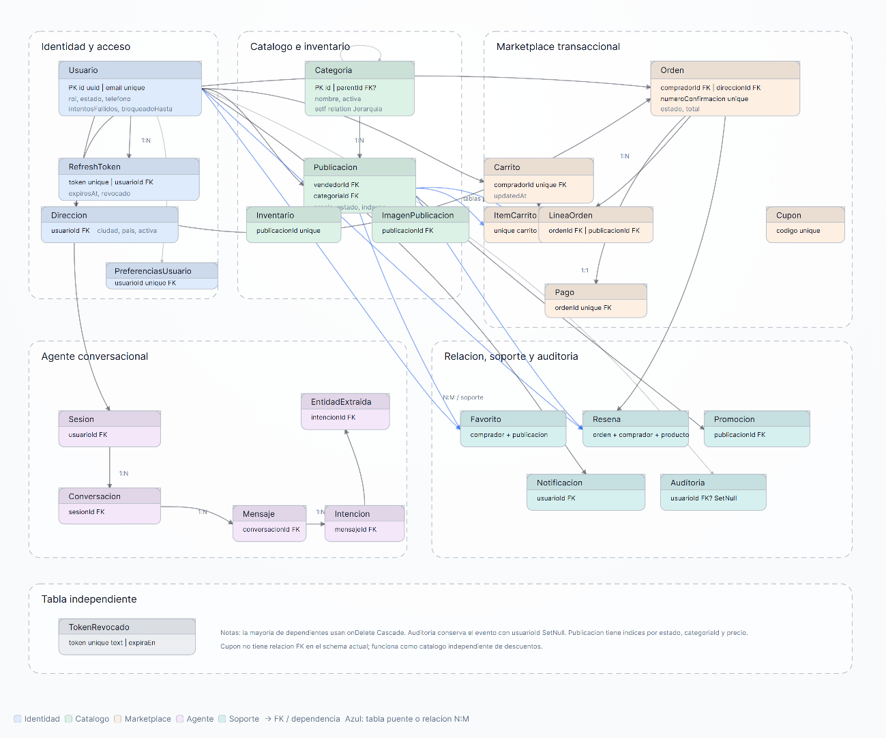 Identidad y acceso
Usuario
PK id uuid | email unique
rol, estado, telefono
intentosFallidos, bloqueadoHasta
1:N
RefreshToken
token unique | usuarioId FK
expiresAt, revocado
Direccion
usuarioId FK ciudad, pais, activa
PreferenciasUsuario
usuarioId unique FK
Catalogo e inventario
Categoria
PK id | parentId FK?
nombre, activa
self relation jerarquia
1:N
Publicacion
vendedorId FK
categoriaId FK
Inventario
publicacionId unique
ImagenPublicacion
publicacionId FK
Marketplace transaccional
Orden
compradorId FK | direccionId FK
numeroConfirmacion unique
estado, total
1:N
Carrito
compradorId unique FK
updatedAt
ItemCarrito
unique carrito
LineaOrden
ordenId FK | publicacionId FK
Cupon
codigo unique
1:1
Pago
ordenId unique FK
Agente conversacional
EntidadExtraida
intencionId FK
Sesion
usuarioId FK
1:N
Conversacion
sesionId FK
1:N
Mensaje
conversacionId FK
1:N
Intencion
mensajeId FK
Relacion, soporte y auditoria
N:M / soporte
Favorito
comprador + publicacion
Resena
orden + comprador + producto
Promocion
publicacionId FK
Notificacion
usuarioId FK
Auditoria
usuarioId FK? SetNull
Tabla independiente
TokenRevocado
token unique text | expiraEn
Notas: la mayoria de dependientes usan onDelete Cascade. Auditoria conserva el evento con usuarioId SetNull. Publicacion tiene indices por estado, categoriaId y precio.
Cupon no tiene relacion FK en el schema actual; funciona como catalogo independiente de descuentos.
Identidad Catalogo Marketplace Agente Soporte → FK / dependencia Azul: tabla puente o relacion N:M